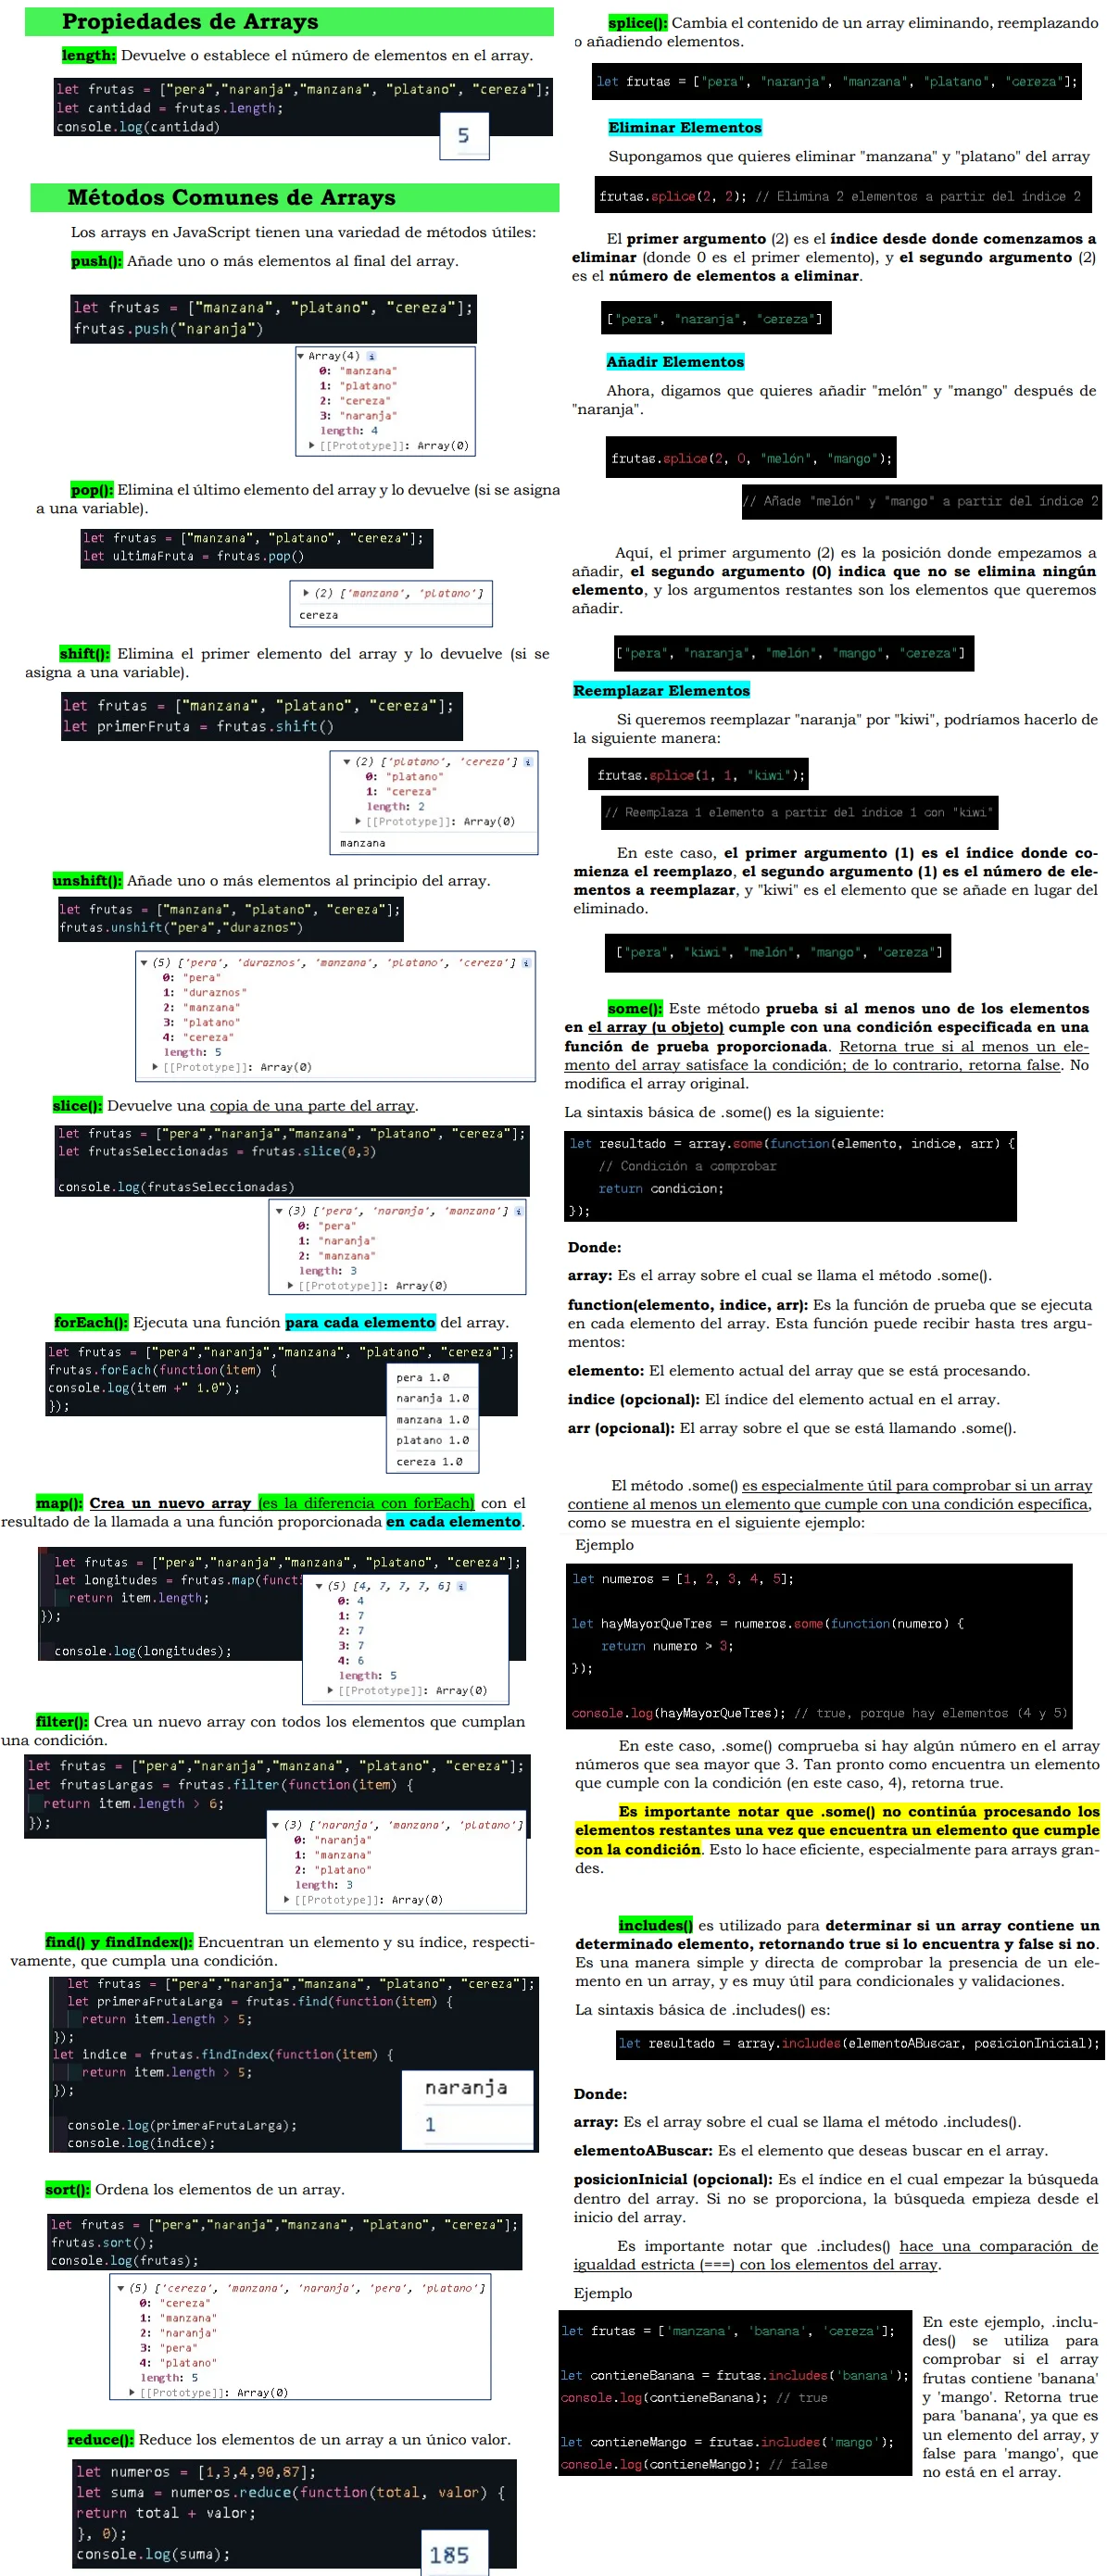 Propiedades de Arrays
length: Devuelve o establece el número de elementos en el array.
let frutas = ["pera","naranja","manzana", "platano", "cereza"];
let cantidad = frutas.length;
console.log(cantidad)
5
Métodos Comunes de Arrays
Los arrays en JavaScript tienen una variedad de métodos útiles:
push(): Añade uno o más elementos al final del array.
let frutas = ["manzana", "platano", "cereza"];
frutas.push("naranja")
▼ Array(4) i
0: "manzana"
1: "platano"
2: "cereza"
3: "naranja"
length: 4
▶ [[Prototype]]: Array(0)
pop(): Elimina el último elemento del array y lo devuelve (si se asigna
a una variable).
let frutas = ["manzana", "platano", "cereza"];
let ultimaFruta = frutas.pop()
▶ (2) ['manzana', 'platano']
cereza
shift(): Elimina el primer elemento del array y lo devuelve (si se
asigna a una variable).
let frutas = ["manzana", "platano", "cereza"];
let primerFruta = frutas.shift()
▼ (2) ['platano', 'cereza'] i
0: "platano"
1: "cereza"
length: 2
▶ [[Prototype]]: Array(0)
manzana
unshift(): Añade uno o más elementos al principio del array.
let frutas = ["manzana", "platano", "cereza"];
frutas.unshift("pera","duraznos")
▼ (5) ['pera', 'duraznos', 'manzana', 'platano', 'cereza'] i
0: "pera"
1: "duraznos"
2: "manzana"
3: "platano"
4: "cereza"
length: 5
▶ [[Prototype]]: Array(0)
slice(): Devuelve una copia de una parte del array.
let frutas = ["pera","naranja","manzana", "platano", "cereza"];
let frutasSeleccionadas = frutas.slice(0,3)
console.log(frutasSeleccionadas)
▼ (3) ['pera', 'naranja', 'manzana'] i
0: "pera"
1: "naranja"
2: "manzana"
length: 3
▶ [[Prototype]]: Array(0)
forEach(): Ejecuta una función para cada elemento del array.
let frutas = ["pera","naranja","manzana", "platano", "cereza"];
frutas.forEach(function(item) {
console.log(item +" 1.0");
});
pera 1.0
naranja 1.0
manzana 1.0
platano 1.0
cereza 1.0
map(): Crea un nuevo array (es la diferencia con forEach) con el
resultado de la llamada a una función proporcionada en cada elemento.
let frutas = ["pera","naranja","manzana", "platano", "cereza"];
let longitudes = frutas.map(funct
return item.length;
});
console.log(longitudes);
▼ (5) [4, 7, 7, 7, 6] i
0: 4
1: 7
2: 7
3: 7
4: 6
length: 5
▶ [[Prototype]]: Array(0)
filter(): Crea un nuevo array con todos los elementos que cumplan
una condición.
let frutas = ["pera","naranja","manzana", "platano", "cereza"];
let frutasLargas = frutas.filter(function(item) {
return item.length > 6;
});
▼ (3) ['naranja', 'manzana', 'platano']
0: "naranja"
1: "manzana"
2: "platano"
length: 3
▶ [[Prototype]]: Array(0)
find() y findIndex(): Encuentran un elemento y su índice, respecti-
vamente, que cumpla una condición.
let frutas = ["pera","naranja","manzana", "platano", "cereza"];
let primeraFrutaLarga = frutas.find(function(item) {
return item.length > 5;
});
let indice = frutas.findIndex(function(item) {
return item.length > 5;
});
console.log(primeraFrutaLarga);
console.log(indice);
naranja
1
sort(): Ordena los elementos de un array.
let frutas = ["pera","naranja","manzana", "platano", "cereza"];
frutas.sort();
console.log(frutas);
▼ (5) ['cereza', 'manzana', 'naranja', 'pera', 'platano']
0: "cereza"
1: "manzana"
2: "naranja"
3: "pera"
4: "platano"
length: 5
▶ [[Prototype]]: Array(0)
reduce(): Reduce los elementos de un array a un único valor.
let numeros = [1,3,4,90,87];
let suma = numeros.reduce(function(total, valor) {
return total + valor;
}, 0);
console.log(suma);
185
splice(): Cambia el contenido de un array eliminando, reemplazando
o añadiendo elementos.
let frutas = ["pera", "naranja", "manzana", "platano", "cereza"];
Eliminar Elementos
Supongamos que quieres eliminar "manzana" y "platano" del array
frutas.splice(2, 2); // Elimina 2 elementos a partir del índice 2
El primer argumento (2) es el índice desde donde comenzamos a
eliminar (donde 0 es el primer elemento), y el segundo argumento (2)
es el número de elementos a eliminar.
["pera", "naranja", "cereza"]
Añadir Elementos
Ahora, digamos que quieres añadir "melón" y "mango" después de
"naranja".
frutas.splice(2, 0, "melón", "mango");
// Añade "melón" y "mango" a partir del índice 2
Aquí, el primer argumento (2) es la posición donde empezamos a
añadir, el segundo argumento (0) indica que no se elimina ningún
elemento, y los argumentos restantes son los elementos que queremos
añadir.
["pera", "naranja", "melón", "mango", "cereza"]
Reemplazar Elementos
Si queremos reemplazar "naranja" por "kiwi", podríamos hacerlo de
la siguiente manera:
frutas.splice(1, 1, "kiwi");
// Reemplaza 1 elemento a partir del índice 1 con "kiwi"
En este caso, el primer argumento (1) es el índice donde co-
mienza el reemplazo, el segundo argumento (1) es el número de ele-
mentos a reemplazar, y "kiwi" es el elemento que se añade en lugar del
eliminado.
["pera", "kiwi", "melón", "mango", "cereza"]
some(): Este método prueba si al menos uno de los elementos
en el array (u objeto) cumple con una condición especificada en una
función de prueba proporcionada. Retorna true si al menos un ele-
mento del array satisface la condición; de lo contrario, retorna false. No
modifica el array original.
La sintaxis básica de .some() es la siguiente:
let resultado = array.some(function(elemento, indice, arr) {
// Condición a comprobar
return condicion;
});
Donde:
array: Es el array sobre el cual se llama el método .some().
function(elemento, indice, arr): Es la función de prueba que se ejecuta
en cada elemento del array. Esta función puede recibir hasta tres argu-
mentos:
elemento: El elemento actual del array que se está procesando.
indice (opcional): El índice del elemento actual en el array.
arr (opcional): El array sobre el que se está llamando .some().
El método .some() es especialmente útil para comprobar si un array
contiene al menos un elemento que cumple con una condición específica,
como se muestra en el siguiente ejemplo:
Ejemplo
let numeros = [1, 2, 3, 4, 5];
let hayMayorQueTres = numeros.some(function(numero) {
return numero > 3;
});
console.log(hayMayorQueTres); // true, porque hay elementos (4 y 5)
En este caso, .some() comprueba si hay algún número en el array
números que sea mayor que 3. Tan pronto como encuentra un elemento
que cumple con la condición (en este caso, 4), retorna true.
Es importante notar que .some() no continúa procesando los
elementos restantes una vez que encuentra un elemento que cumple
con la condición. Esto lo hace eficiente, especialmente para arrays gran-
des.
includes() es utilizado para determinar si un array contiene un
determinado elemento, retornando true si lo encuentra y false si no.
Es una manera simple y directa de comprobar la presencia de un ele-
mento en un array, y es muy útil para condicionales y validaciones.
La sintaxis básica de .includes() es:
let resultado = array.includes(elementoABuscar, posicionInicial);
Donde:
array: Es el array sobre el cual se llama el método .includes().
elementoABuscar: Es el elemento que deseas buscar en el array.
posicionInicial (opcional): Es el índice en el cual empezar la búsqueda
dentro del array. Si no se proporciona, la búsqueda empieza desde el
inicio del array.
Es importante notar que .includes() hace una comparación de
igualdad estricta (===) con los elementos del array.
Ejemplo
let frutas = ['manzana', 'banana', 'cereza'];
let contieneBanana = frutas.includes('banana');
console.log(contieneBanana); // true
let contieneMango = frutas.includes('mango');
console.log(contieneMango); // false
En este ejemplo, .inclu-
des() se utiliza para
comprobar si el array
frutas contiene 'banana'
y 'mango'. Retorna true
para 'banana', ya que es
un elemento del array, y
false para 'mango', que
no está en el array.